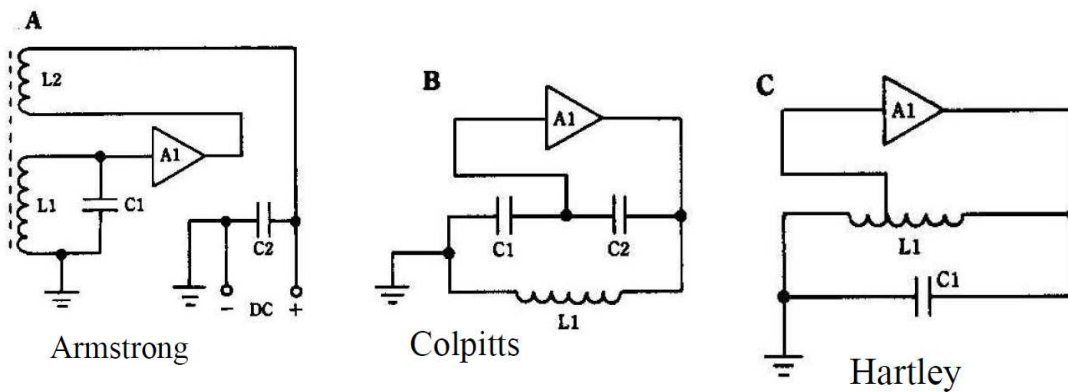 A
L2
A1
L1
C1
C2
- DC +
Armstrong
B
A1
C1
C2
L1
Colpitts
C
A1
L1
C1
Hartley